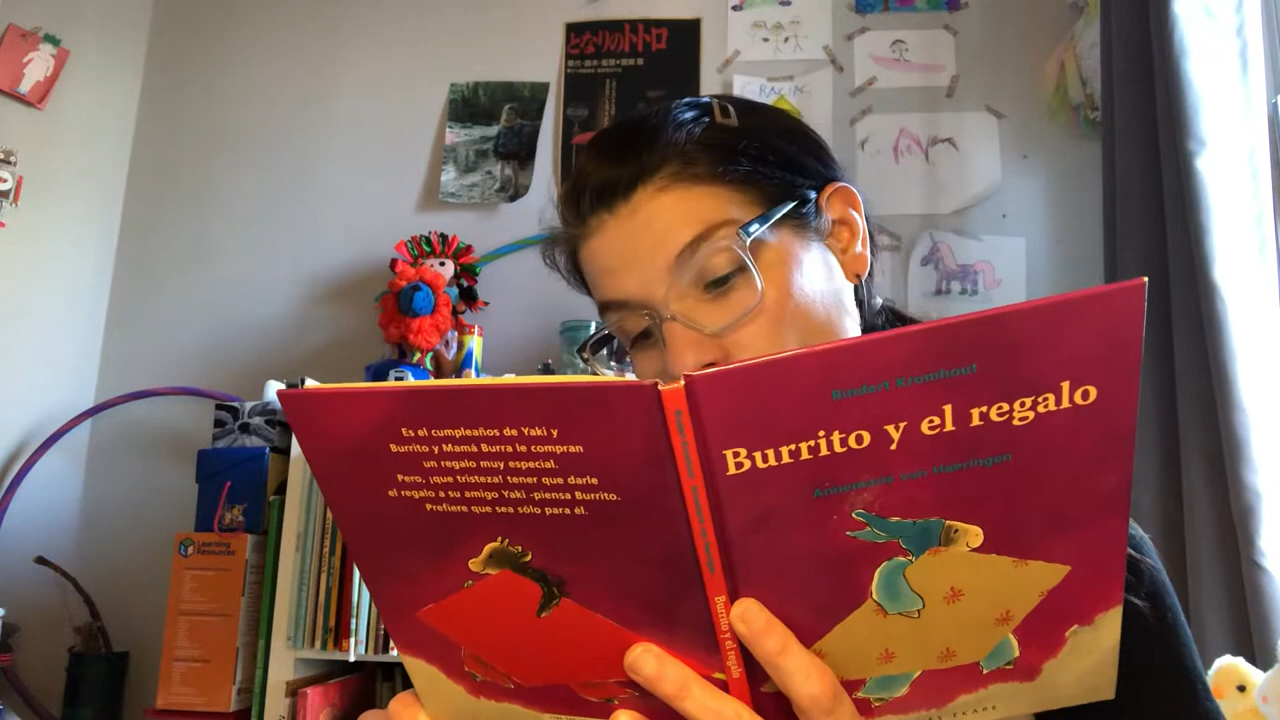 となりのトトロ
GRACIAS
Learning
Resources
Es el cumpleaños de Yaki y
Burrito y Mamá Burra le compran
un regalo muy especial.
Pero, ¡que tristeza! tener que darle
el regalo a su amigo Yaki -piensa Burrito.
Prefiere que sea sólo para él.
Burrito y el regalo
Rindert Kromhout
Burrito y el regalo
Annemarie van Haeringen
EKARÉ